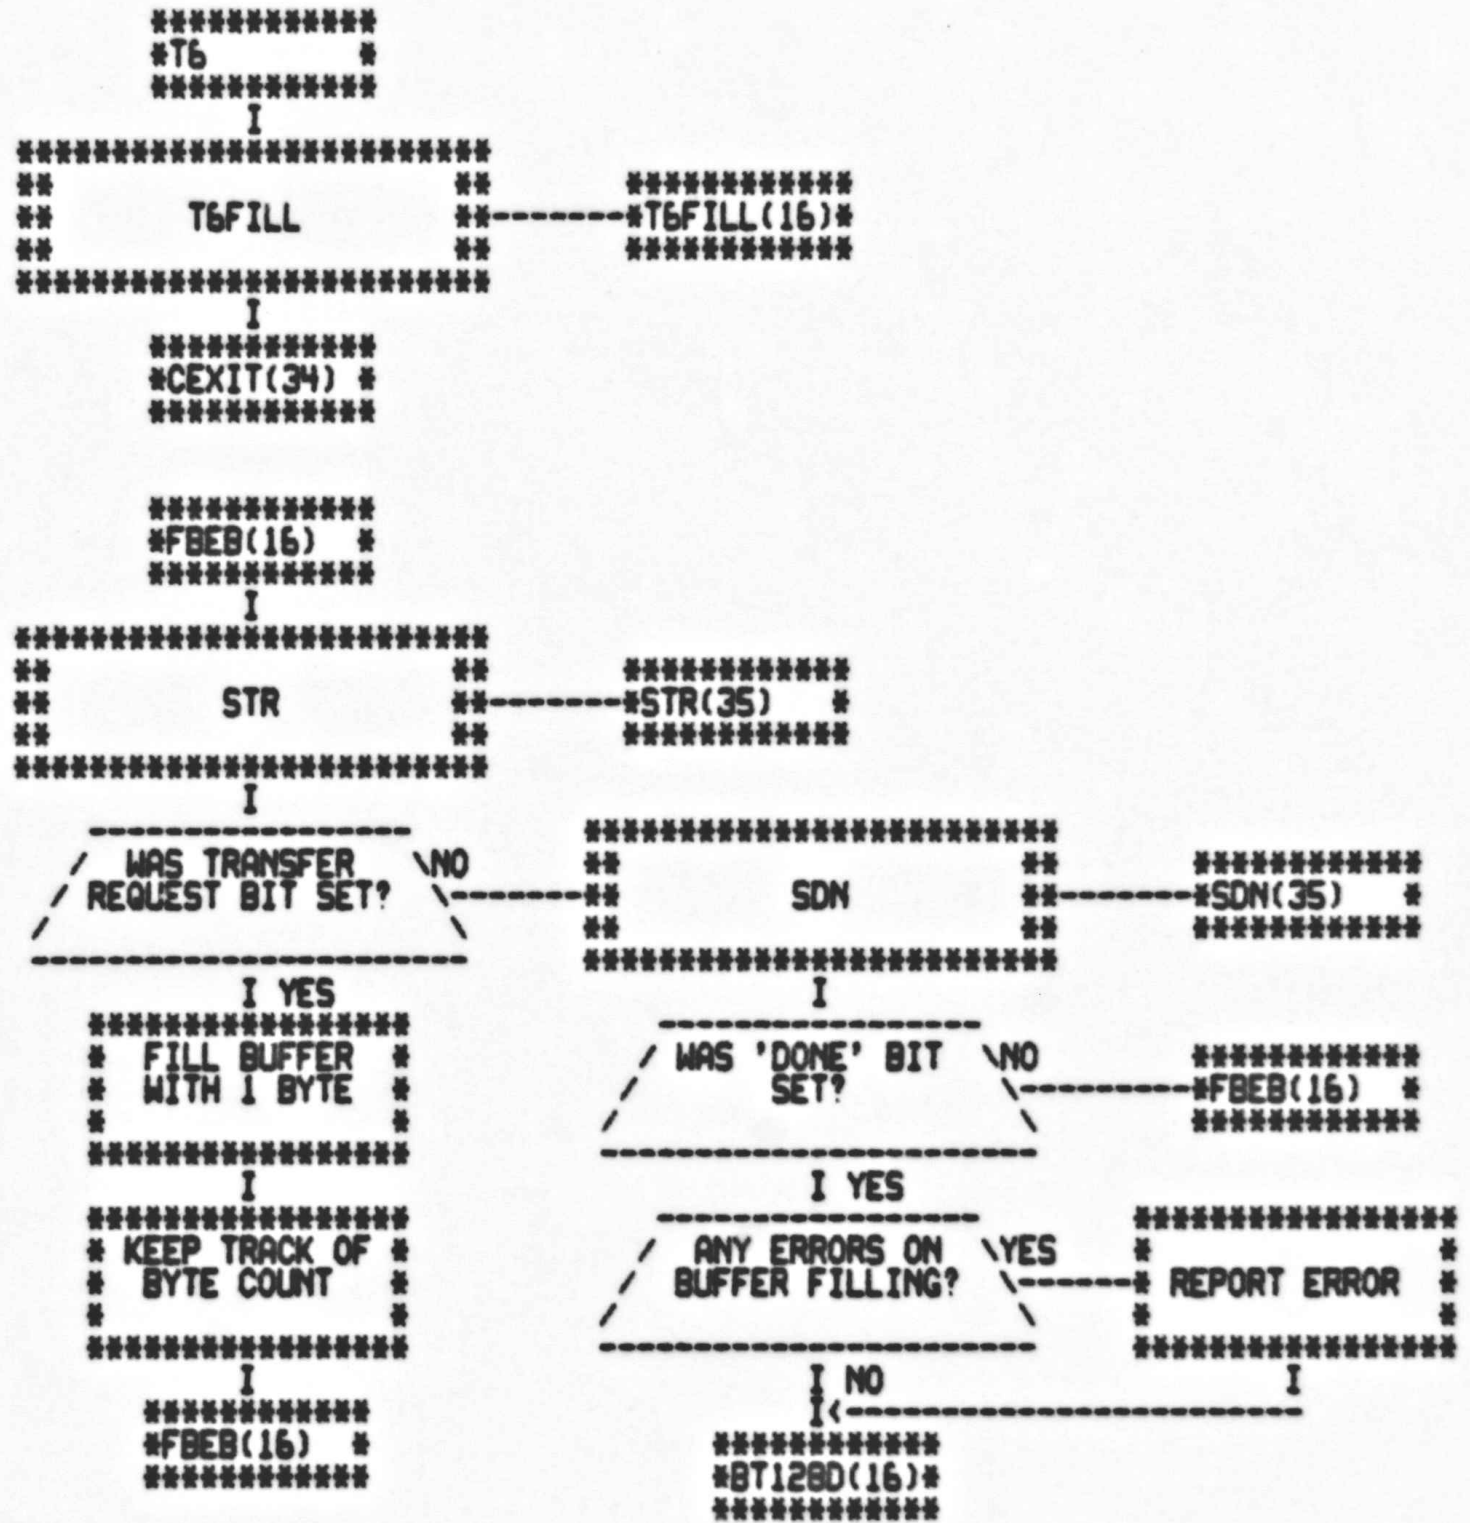 T6
T6FILL
T6FILL(16)
CEXIT(34)
FBEB(16)
STR
STR(35)
WAS TRANSFER
REQUEST BIT SET?
NO
SDN
SDN(35)
YES
FILL BUFFER
WITH 1 BYTE
WAS 'DONE' BIT
SET?
NO
FBEB(16)
YES
KEEP TRACK OF
BYTE COUNT
ANY ERRORS ON
BUFFER FILLING?
YES
REPORT ERROR
NO
FBEB(16)
BT128D(16)